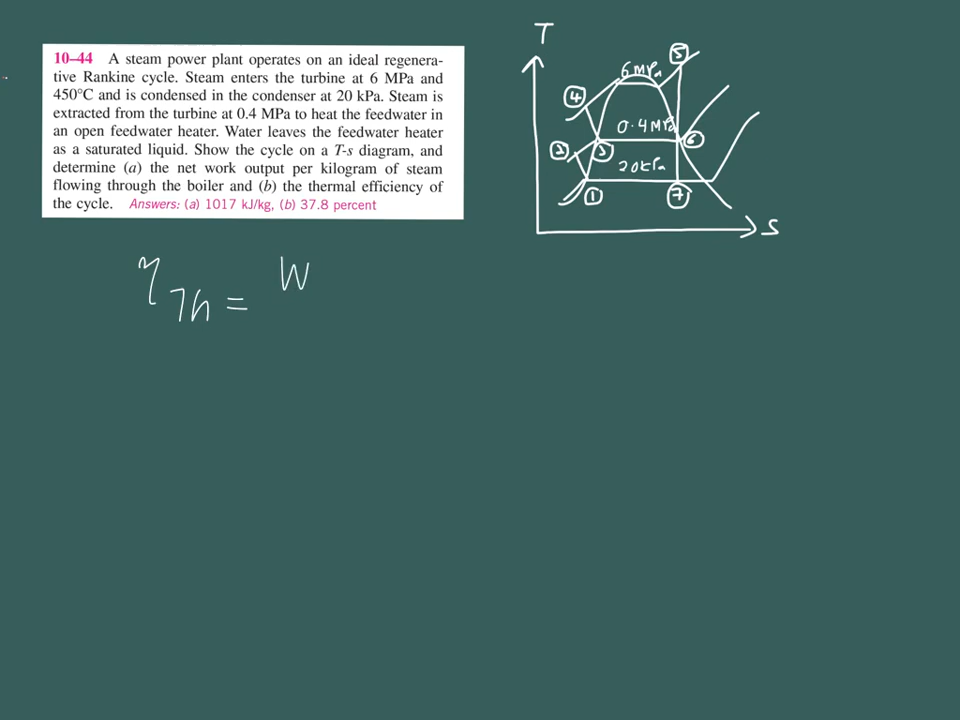 10–44 A steam power plant operates on an ideal regenera-
tive Rankine cycle. Steam enters the turbine at 6 MPa and
450°C and is condensed in the condenser at 20 kPa. Steam is
extracted from the turbine at 0.4 MPa to heat the feedwater in
an open feedwater heater. Water leaves the feedwater heater
as a saturated liquid. Show the cycle on a T-s diagram, and
determine (a) the net work output per kilogram of steam
flowing through the boiler and (b) the thermal efficiency of
the cycle. Answers: (a) 1017 kJ/kg, (b) 37.8 percent
T
5
6 MPa
4
0.4 MPa
6
2
3
20kPa
1
7
S
η Th = W